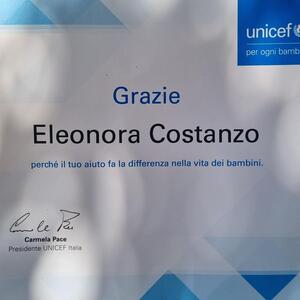 unicef
per ogni bamb
Grazie
Eleonora Costanzo
perché il tuo aiuto fa la differenza nella vita dei bambini.
Carmela Pace
Presidente UNICEF Italia